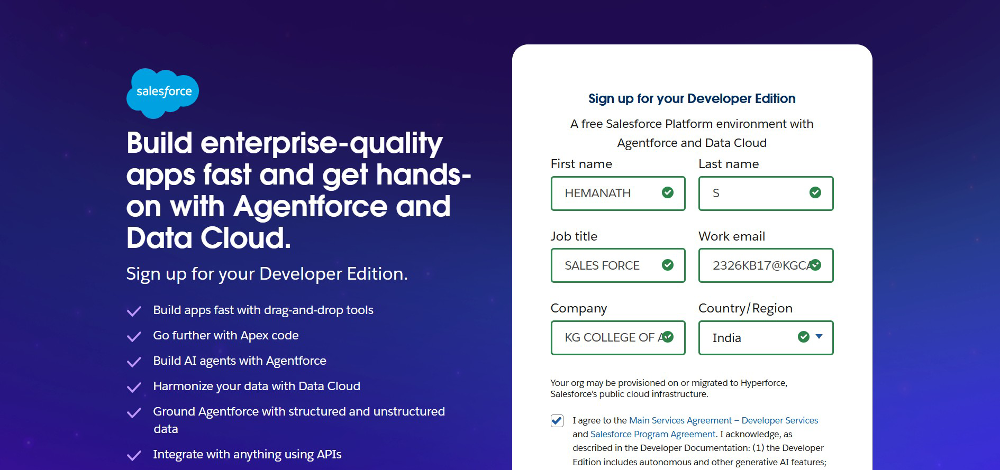 salesforce
Build enterprise-quality
apps fast and get hands-
on with Agentforce and
Data Cloud.
Sign up for your Developer Edition.
Build apps fast with drag-and-drop tools
Go further with Apex code
Build AI agents with Agentforce
Harmonize your data with Data Cloud
Ground Agentforce with structured and unstructured
data
Integrate with anything using APIs
Sign up for your Developer Edition
A free Salesforce Platform environment with
Agentforce and Data Cloud
First name
Last name
HEMANATH
S
Job title
Work email
SALES FORCE
2326KB17@KGCA
Company
Country/Region
KG COLLEGE OF A
India
Your org may be provisioned on or migrated to Hyperforce,
Salesforce's public cloud infrastructure.
I agree to the Main Services Agreement – Developer Services
and Salesforce Program Agreement. I acknowledge, as
described in the Developer Documentation: (1) the Developer
Edition includes autonomous and other generative AI features;